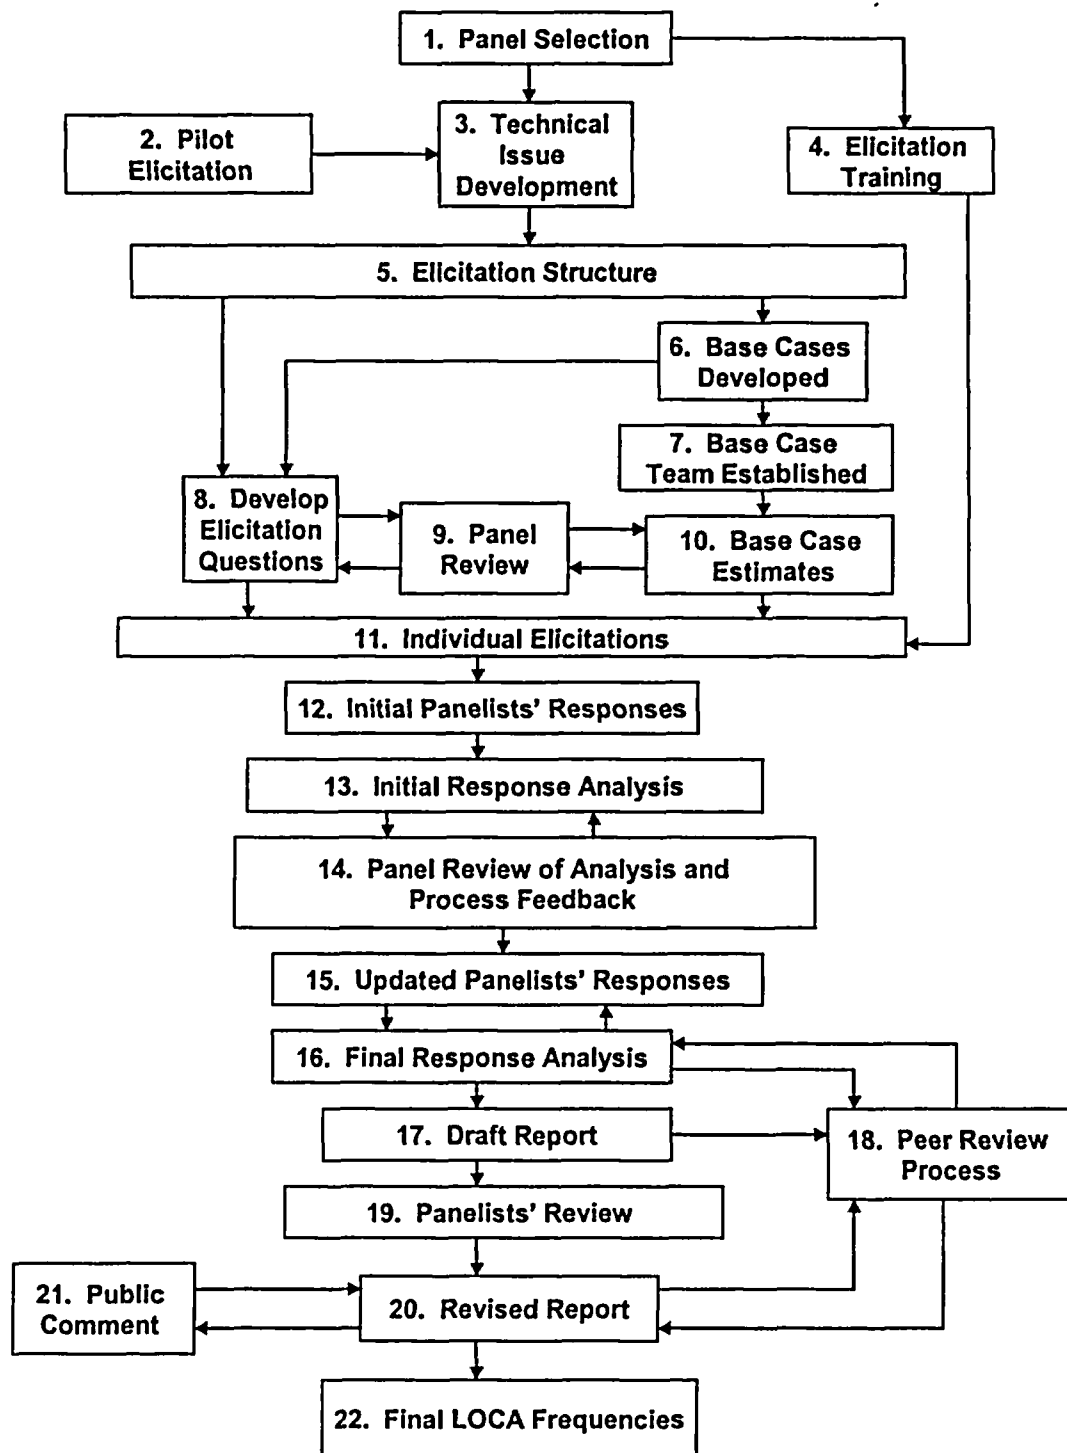 1. Panel Selection
2. Pilot
Elicitation
3. Technical
Issue
Development
4. Elicitation
Training
5. Elicitation Structure
6. Base Cases
Developed
7. Base Case
Team Established
8. Develop
Elicitation
Questions
9. Panel
Review
10. Base Case
Estimates
11. Individual Elicitations
12. Initial Panelists' Responses
13. Initial Response Analysis
14. Panel Review of Analysis and
Process Feedback
15. Updated Panelists' Responses
16. Final Response Analysis
17. Draft Report
18. Peer Review
Process
19. Panelists' Review
20. Revised Report
21. Public
Comment
22. Final LOCA Frequencies